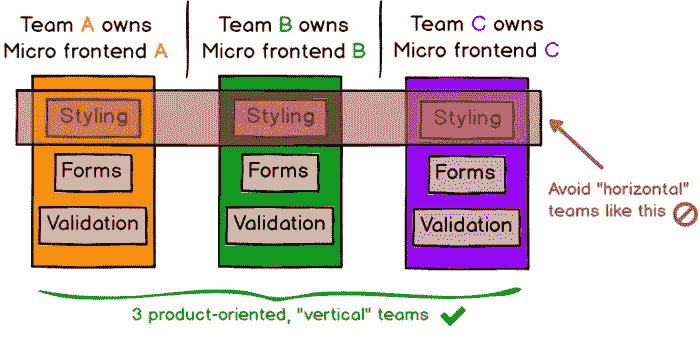 Team A owns
Micro frontend A
Team B owns
Micro frontend B
Team C owns
Micro frontend C
Styling
Styling
Styling
Forms
Forms
Forms
Validation
Validation
Validation
Avoid "horizontal"
teams like this
3 product-oriented, "vertical" teams